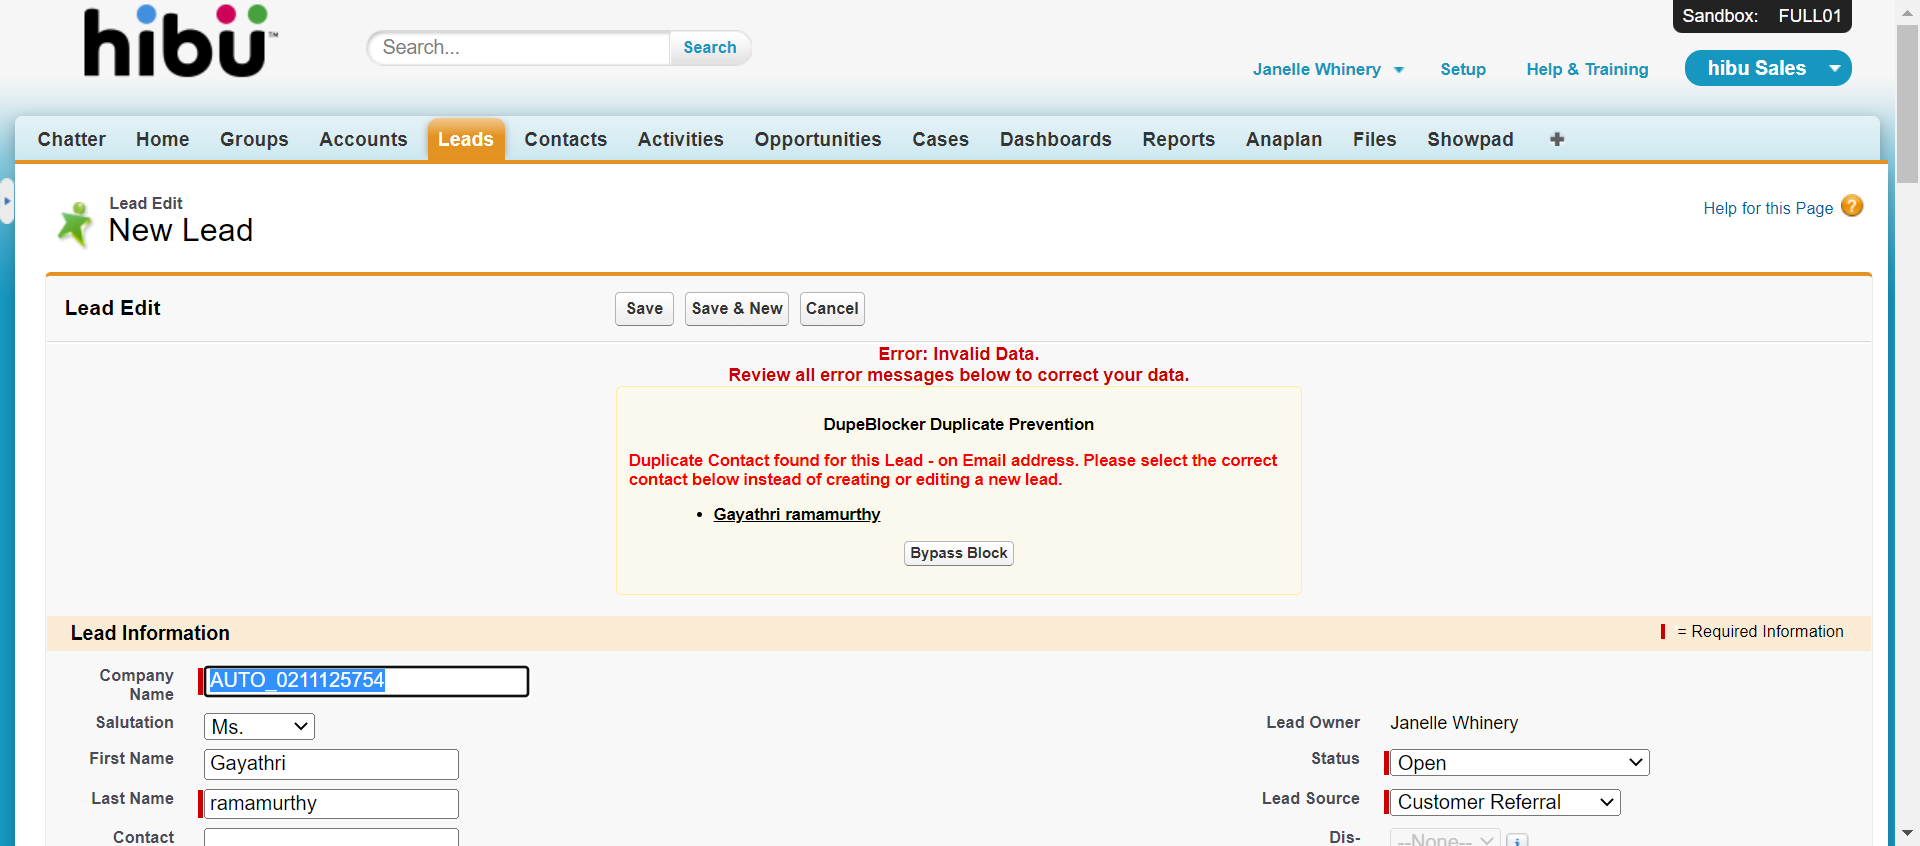 hibü™
Search...
Search
Sandbox: FULL01
Janelle Whinery
Setup
Help & Training
hibu Sales
Chatter
Home
Groups
Accounts
Leads
Contacts
Activities
Opportunities
Cases
Dashboards
Reports
Anaplan
Files
Showpad
Lead Edit
New Lead
Help for this Page
Lead Edit
Save
Save & New
Cancel
Error: Invalid Data.
Review all error messages below to correct your data.
DupeBlocker Duplicate Prevention
Duplicate Contact found for this Lead - on Email address. Please select the correct
contact below instead of creating or editing a new lead.
• Gayathri ramamurthy
Bypass Block
Lead Information
= Required Information
Company
Name
AUTO_0211125754
Salutation
Ms.
Lead Owner
Janelle Whinery
First Name
Gayathri
Status
Open
Last Name
ramamurthy
Lead Source
Customer Referral
Contact
Dis-
--None--